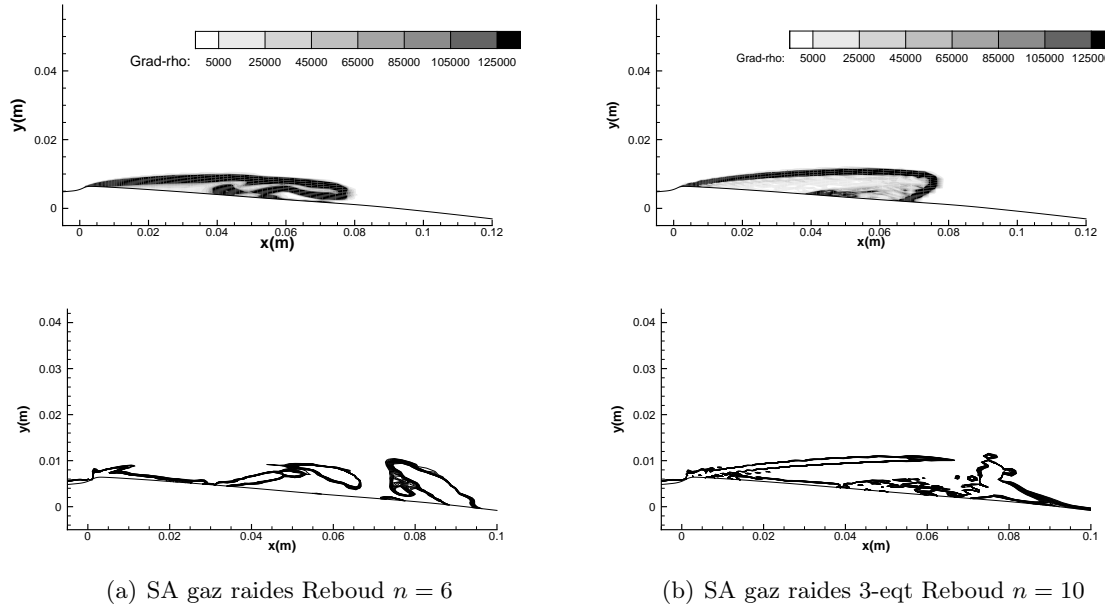 Grad-rho: 5000 25000 45000 65000 85000 105000 125000
y(m)
0.04
0.02
0
0 0.02 0.04 0.06 0.08 0.1 0.12
x(m)
Grad-rho: 5000 25000 45000 65000 85000 105000 12500
y(m)
0.04
0.02
0
0 0.02 0.04 0.06 0.08 0.1 0.12
x(m)
y(m)
0.04
0.03
0.02
0.01
0
0 0.02 0.04 0.06 0.08 0.1
x(m)
y(m)
0.04
0.03
0.02
0.01
0
0 0.02 0.04 0.06 0.08 0.1
x(m)
(a) SA gaz raides Reboud n = 6
(b) SA gaz raides 3-eqt Reboud n = 10